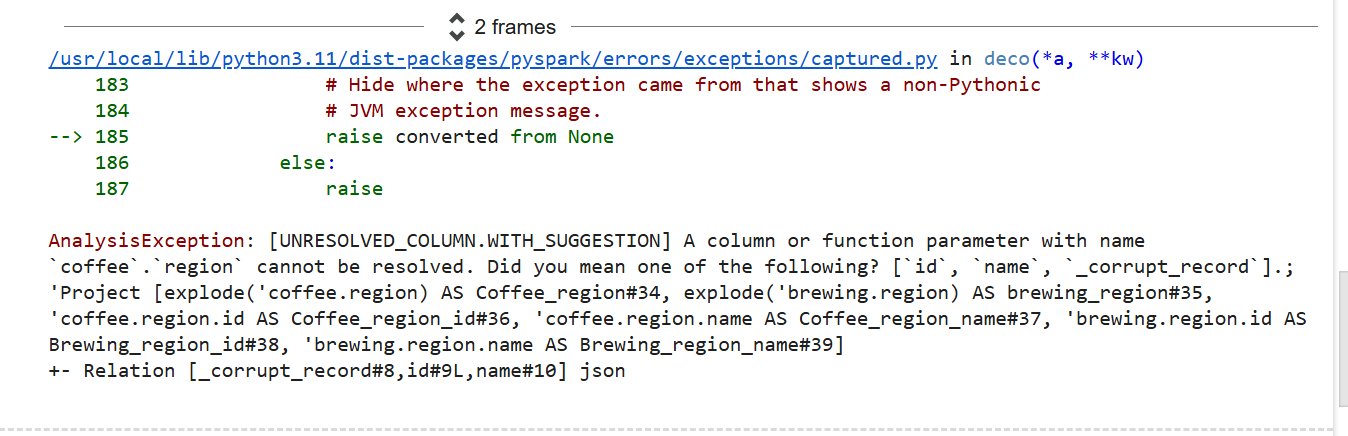 2 frames
/usr/local/lib/python3.11/dist-packages/pyspark/errors/exceptions/captured.py in deco(*a, **kw)
    183                 # Hide where the exception came from that shows a non-Pythonic
    184                 # JVM exception message.
--> 185                 raise converted from None
    186             else:
    187                 raise
AnalysisException: [UNRESOLVED_COLUMN.WITH_SUGGESTION] A column or function parameter with name
`coffee`.`region` cannot be resolved. Did you mean one of the following? [`id`, `name`, `_corrupt_record`].;
'Project [explode('coffee.region) AS Coffee_region#34, explode('brewing.region) AS brewing_region#35,
'coffee.region.id AS Coffee_region_id#36, 'coffee.region.name AS Coffee_region_name#37, 'brewing.region.id AS
Brewing_region_id#38, 'brewing.region.name AS Brewing_region_name#39]
+- Relation [_corrupt_record#8,id#9L,name#10] json